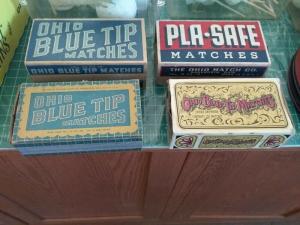 OHIO
BLUE TIP
MATCHES
OHIO BLUE TIP MATCHES
PLA-SAFE
MATCHES
THE OHIO MATCH CO.
OHIO
BLUE TIP
MATCHES
OHIO BLUE TIP MATCHES